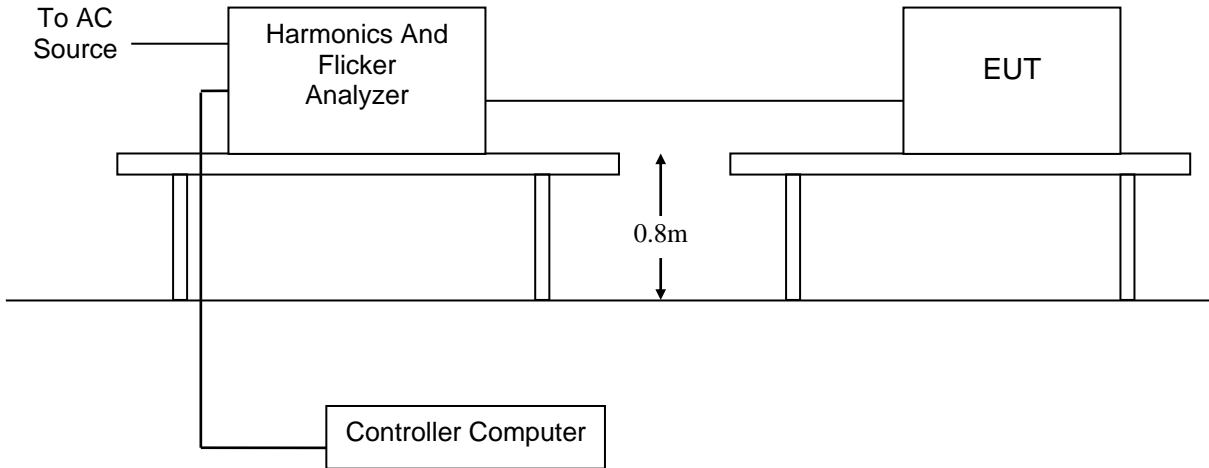 To AC
Source
Harmonics And
Flicker
Analyzer
EUT
0.8m
Controller Computer